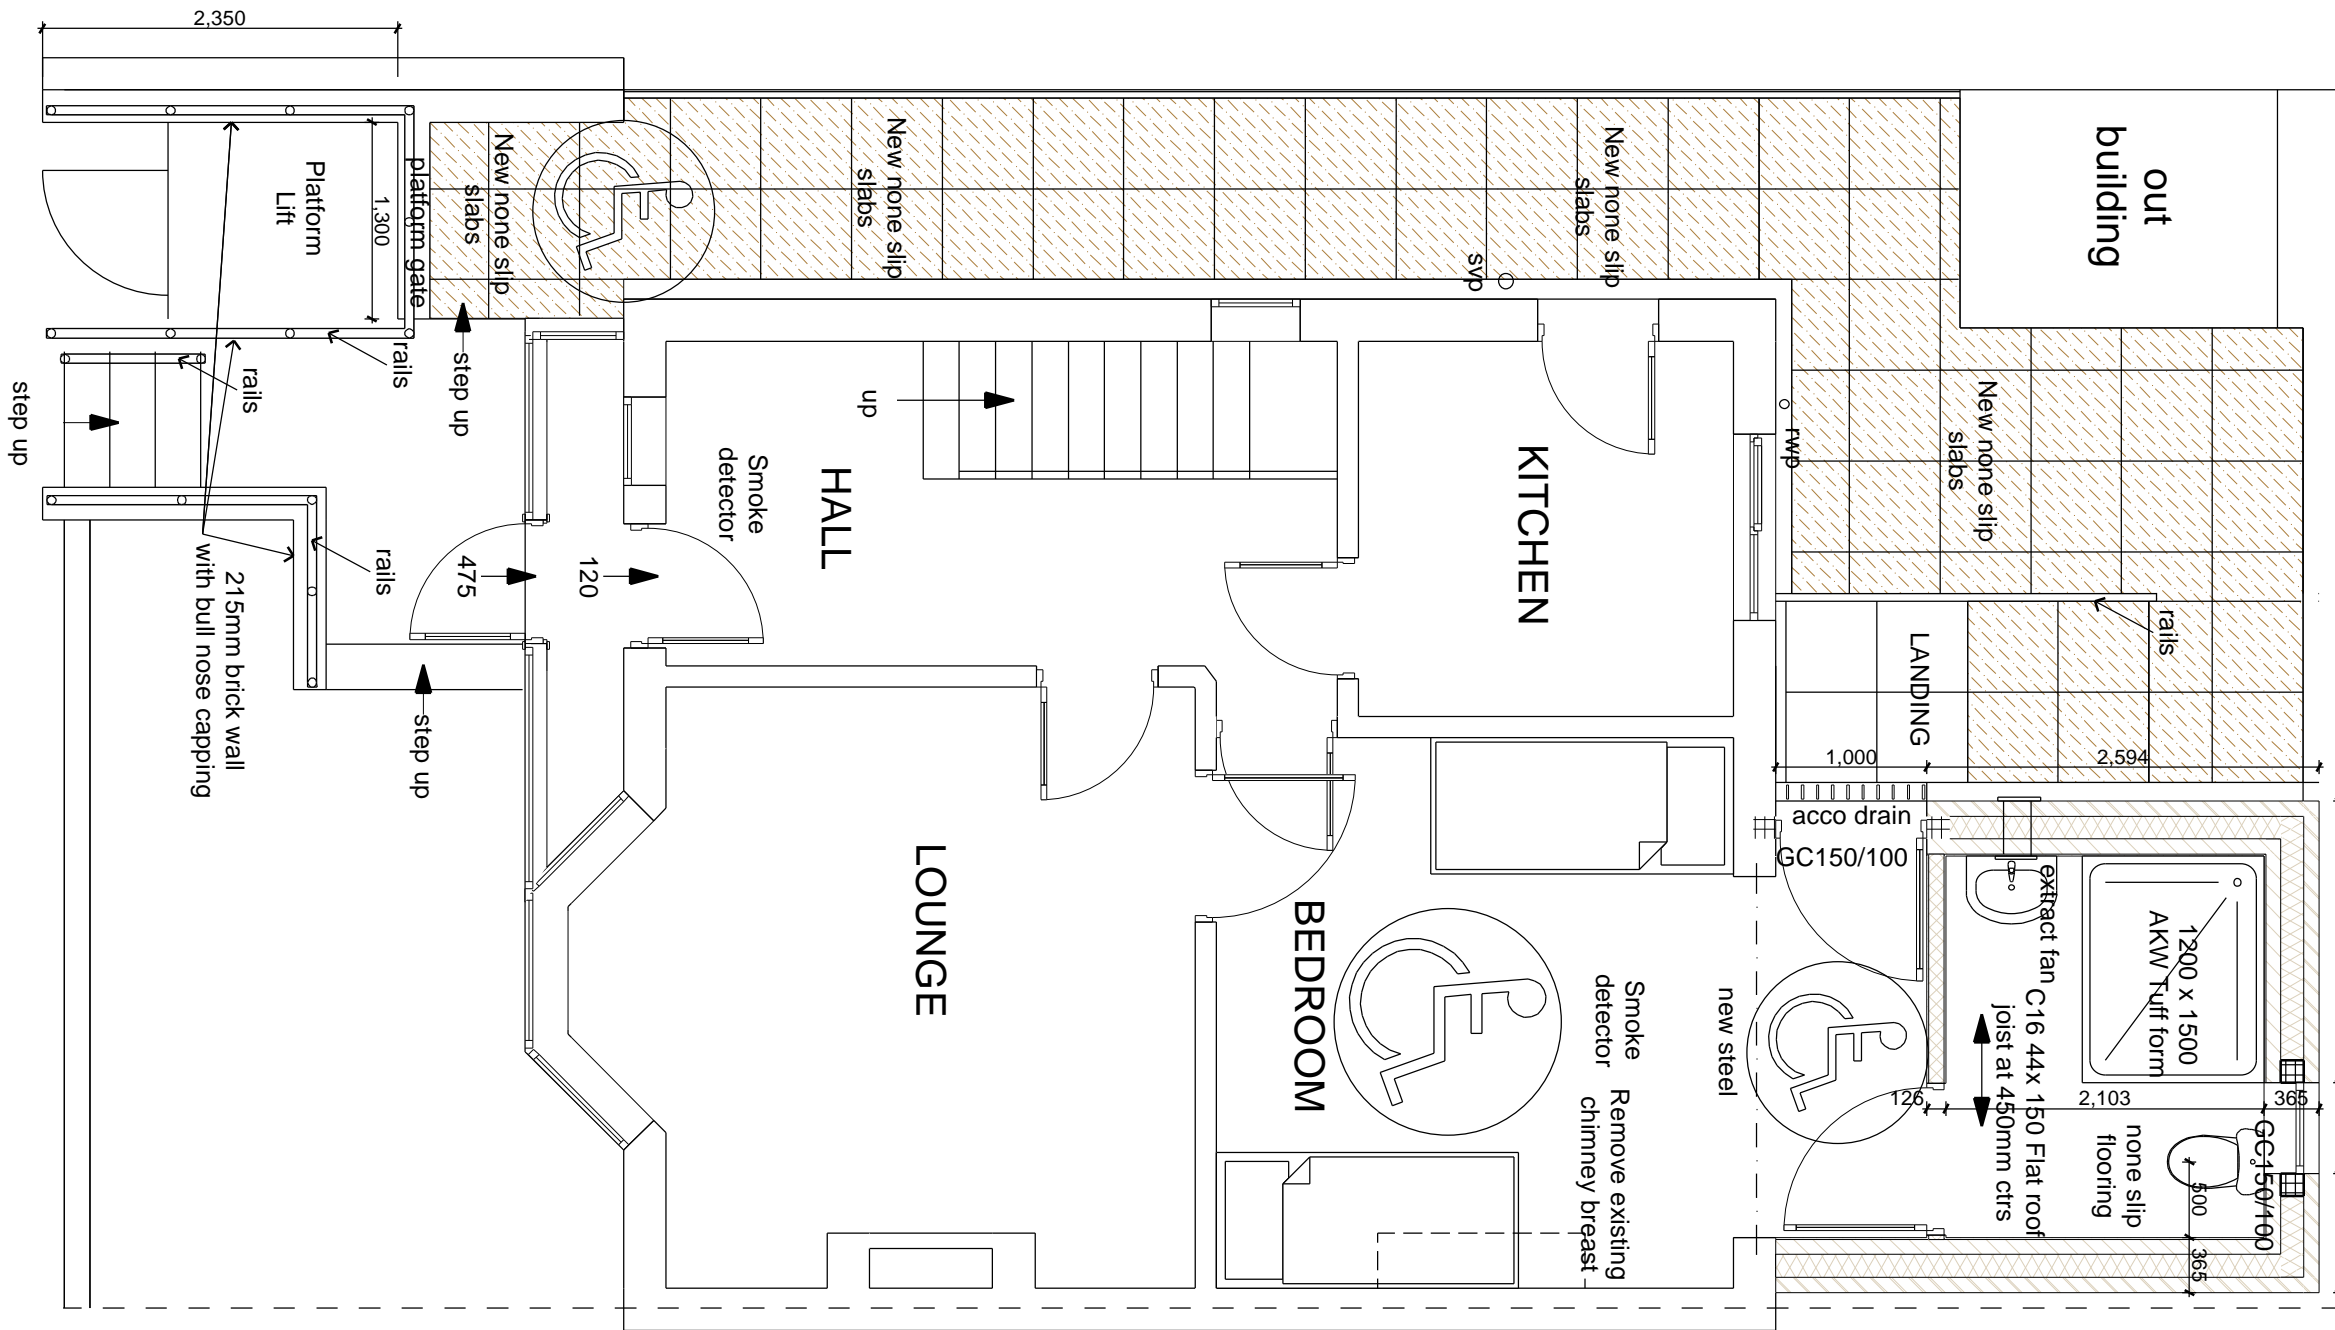 2,350
Platform
Lift
1,300
platform gate
New none slip
slabs
New none slip
slabs
New none slip
slabs
out
building
svp
step up
rails
rails
step up
up
Smoke
detector
HALL
KITCHEN
rwp
New none slip
slabs
rails
LANDING
475
120
rails
215mm brick wall
with bull nose capping
step up
1,000
2,594
acco drain
GC150/100
LOUNGE
BEDROOM
Smoke
detector
Remove existing
chimney breast
new steel
extract fan
1200 x 1500
AKW Tuff form
C16 44x 150 Flat roof
joist at 450mm ctrs
126
2,103
365
none slip
flooring
GC150/100
500
365